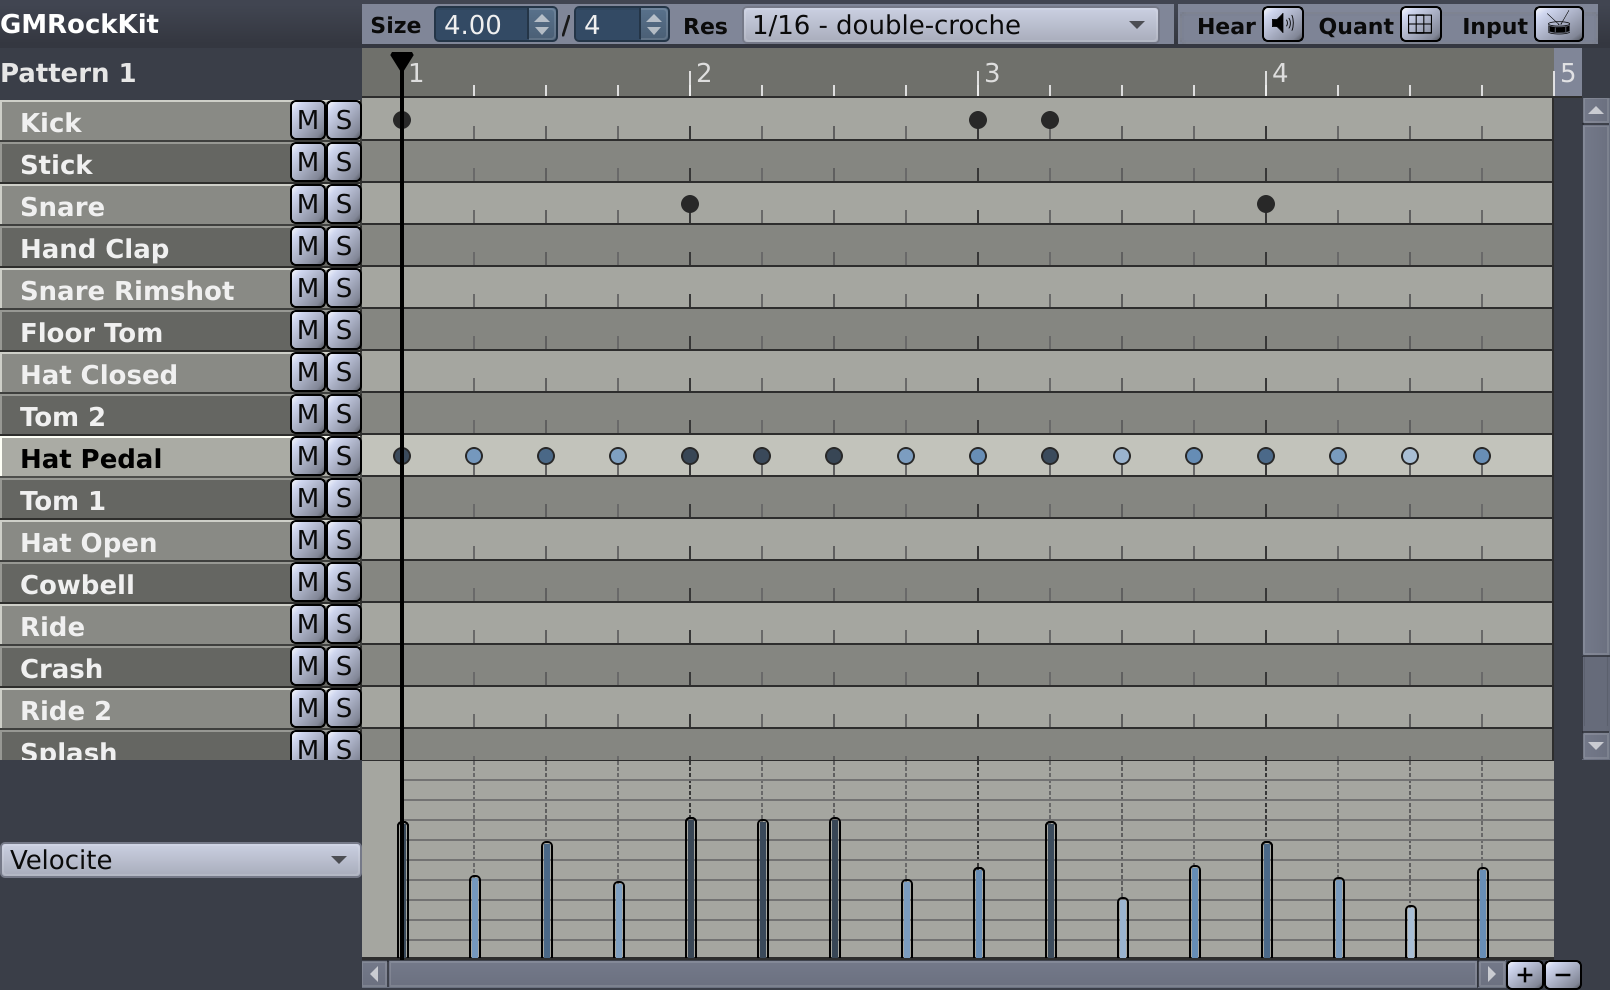 GMRockKit Size 4.00 / 4 Res 1/16 - double-croche Hear Quant Input
Pattern 1 1 2 3 4 5
Kick M S
Stick M S
Snare M S
Hand Clap M S
Snare Rimshot M S
Floor Tom M S
Hat Closed M S
Tom 2 M S
Hat Pedal M S
Tom 1 M S
Hat Open M S
Cowbell M S
Ride M S
Crash M S
Ride 2 M S
Splash M S
Velocite
+ −